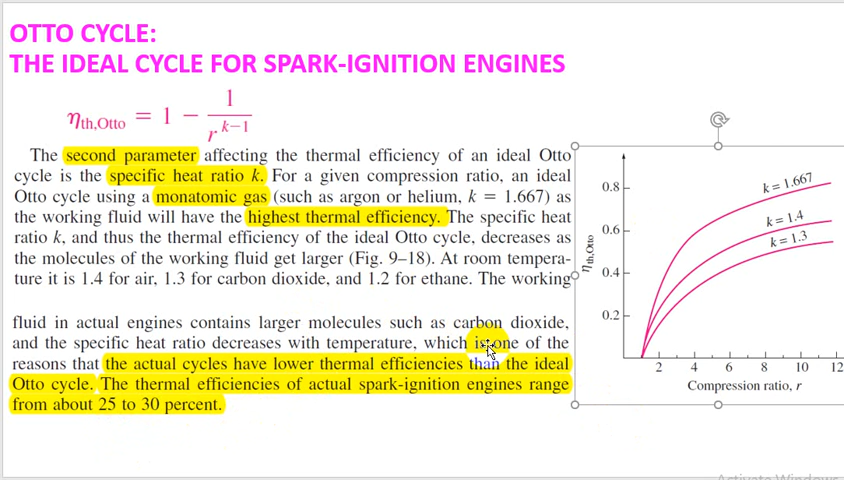 OTTO CYCLE:
THE IDEAL CYCLE FOR SPARK-IGNITION ENGINES
η th,Otto = 1 − 1 / r^(k−1)
The second parameter affecting the thermal efficiency of an ideal Otto
cycle is the specific heat ratio k. For a given compression ratio, an ideal
Otto cycle using a monatomic gas (such as argon or helium, k = 1.667) as
the working fluid will have the highest thermal efficiency. The specific heat
ratio k, and thus the thermal efficiency of the ideal Otto cycle, decreases as
the molecules of the working fluid get larger (Fig. 9–18). At room tempera-
ture it is 1.4 for air, 1.3 for carbon dioxide, and 1.2 for ethane. The working
fluid in actual engines contains larger molecules such as carbon dioxide,
and the specific heat ratio decreases with temperature, which is one of the
reasons that the actual cycles have lower thermal efficiencies than the ideal
Otto cycle. The thermal efficiencies of actual spark-ignition engines range
from about 25 to 30 percent.
0.8
0.6
0.4
0.2
η th,Otto
k = 1.667
k = 1.4
k = 1.3
2 4 6 8 10 12
Compression ratio, r
Activate Windows